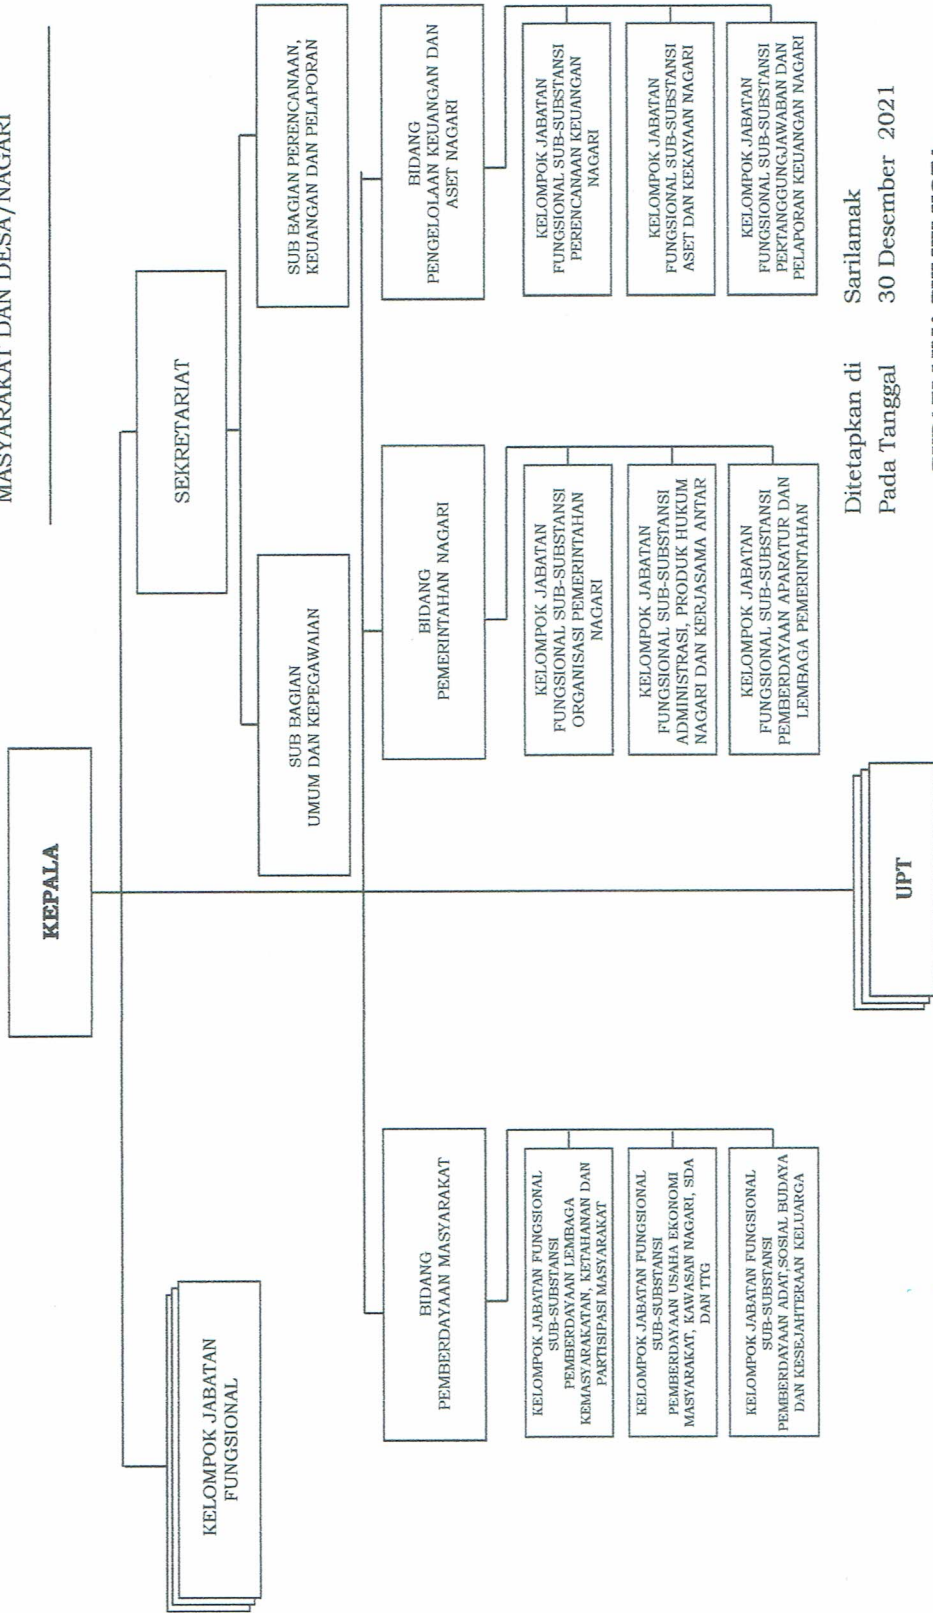 MASYARAKAT DAN DESA/NAGARI
KEPALA
KELOMPOK JABATAN
FUNGSIONAL
SEKRETARIAT
SUB BAGIAN
UMUM DAN KEPEGAWAIAN
SUB BAGIAN PERENCANAAN,
KEUANGAN DAN PELAPORAN
BIDANG
PEMBERDAYAAN MASYARAKAT
BIDANG
PEMERINTAHAN NAGARI
BIDANG
PENGELOLAAN KEUANGAN DAN
ASET NAGARI
KELOMPOK JABATAN FUNGSIONAL
SUB-SUBSTANSI
PEMBERDAYAAN LEMBAGA
KEMASYARAKATAN, KETAHANAN DAN
PARTISIPASI MASYARAKAT
KELOMPOK JABATAN FUNGSIONAL
SUB-SUBSTANSI
PEMBERDAYAAN USAHA EKONOMI
MASYARAKAT, KAWASAN NAGARI, SDA
DAN TTG
KELOMPOK JABATAN FUNGSIONAL
SUB-SUBSTANSI
PEMBERDAYAAN ADAT,SOSIAL BUDAYA
DAN KESEJAHTERAAN KELUARGA
KELOMPOK JABATAN
FUNGSIONAL SUB-SUBSTANSI
ORGANISASI PEMERINTAHAN
NAGARI
KELOMPOK JABATAN
FUNGSIONAL SUB-SUBSTANSI
ADMINISTRASI, PRODUK HUKUM
NAGARI DAN KERJASAMA ANTAR
KELOMPOK JABATAN
FUNGSIONAL SUB-SUBSTANSI
PEMBERDAYAAN APARATUR DAN
LEMBAGA PEMERINTAHAN
KELOMPOK JABATAN
FUNGSIONAL SUB-SUBSTANSI
PERENCANAAN KEUANGAN
NAGARI
KELOMPOK JABATAN
FUNGSIONAL SUB-SUBSTANSI
ASET DAN KEKAYAAN NAGARI
KELOMPOK JABATAN
FUNGSIONAL SUB-SUBSTANSI
PERTANGGUNGJAWABAN DAN
PELAPORAN KEUANGAN NAGARI
UPT
Ditetapkan di Sarilamak
Pada Tanggal 30 Desember 2021